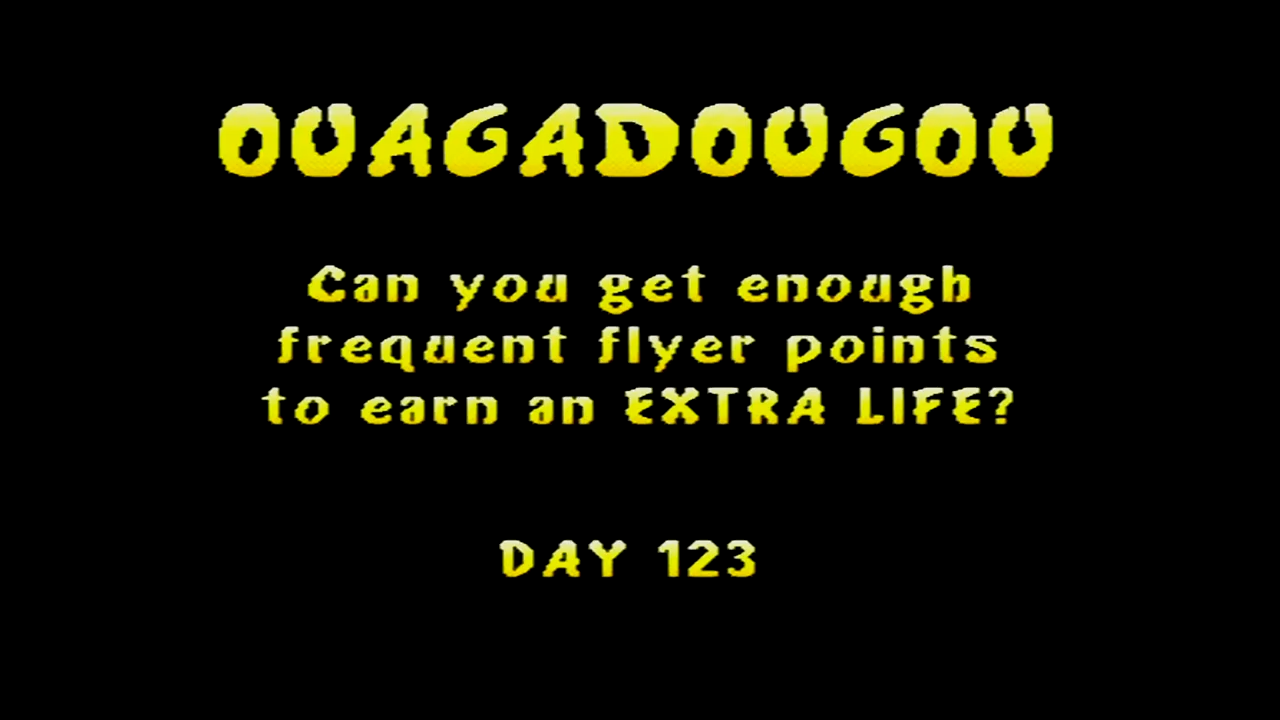 OUAGADOUGOU
Can you get enough
frequent flyer points
to earn an EXTRA LIFE?
DAY 123